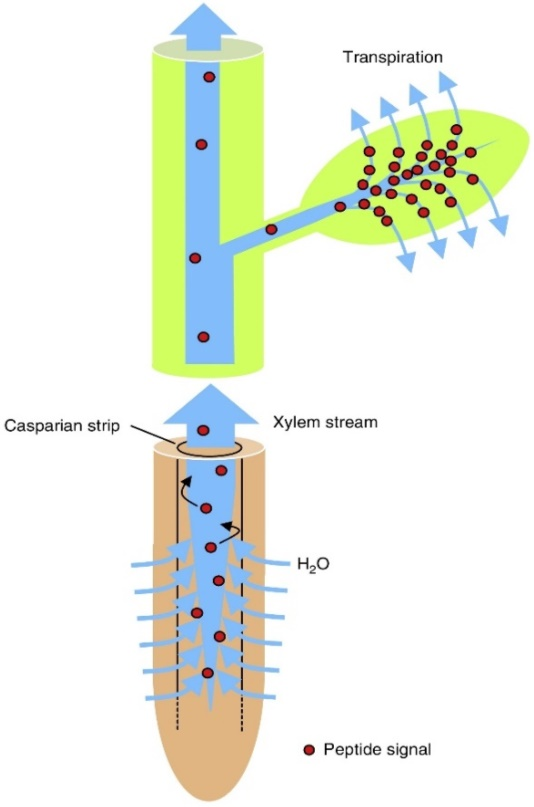 Transpiration
Casparian strip
Xylem stream
H₂O
Peptide signal